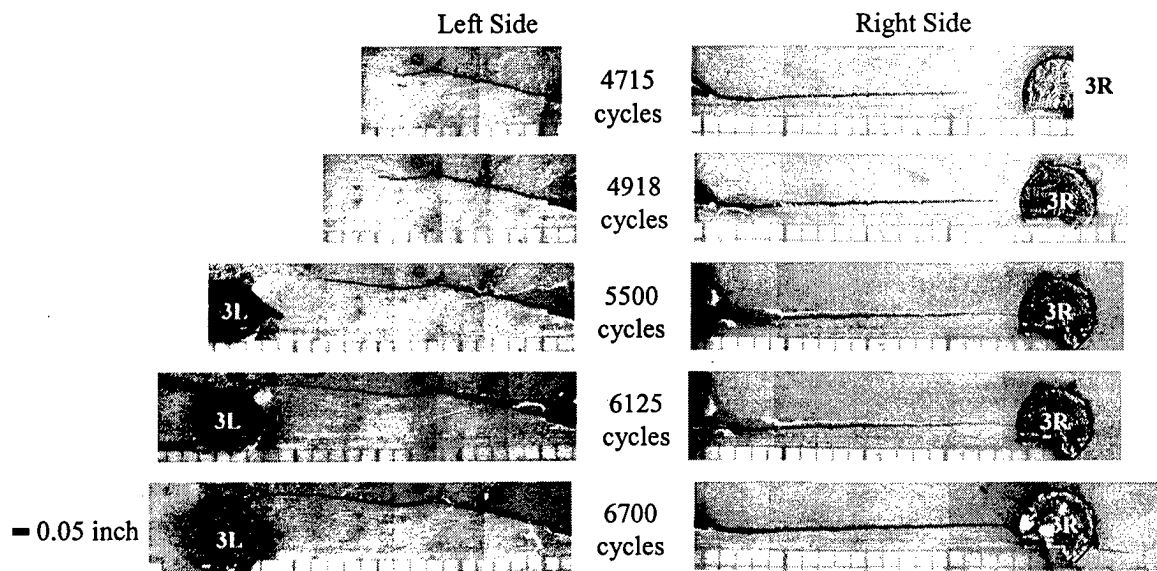 Left Side
Right Side
4715
cycles
3R
4918
cycles
3R
3L
5500
cycles
3R
3L
6125
cycles
3R
0.05 inch
3L
6700
cycles
3R